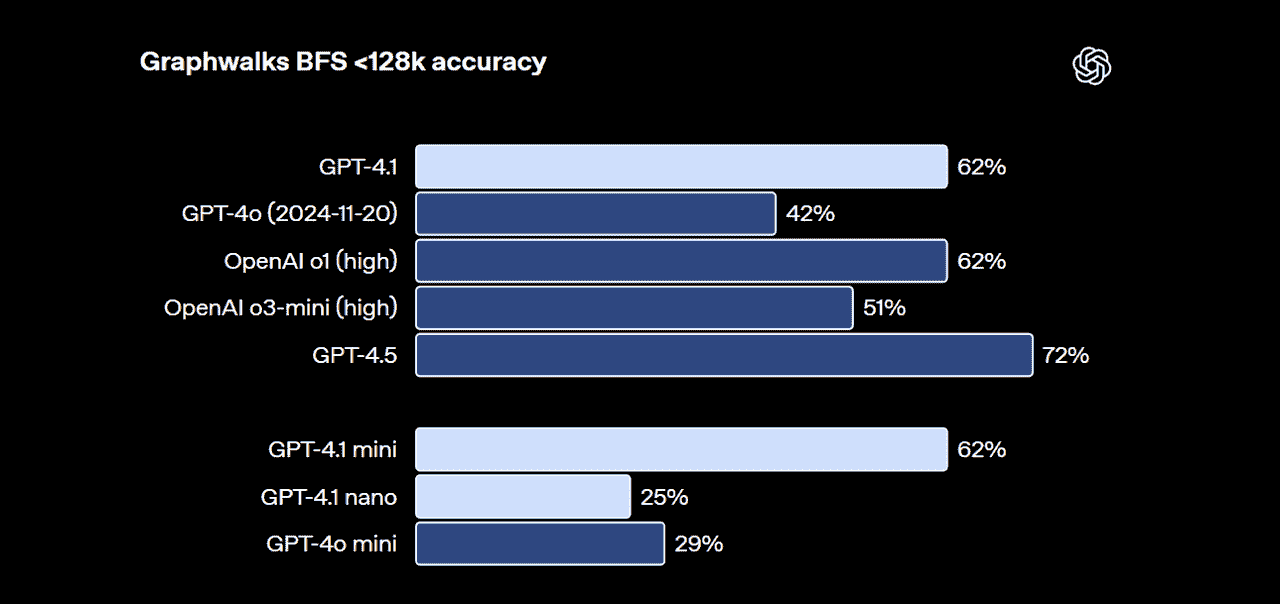 Graphwalks BFS <128k accuracy
GPT-4.1 62%
GPT-4o (2024-11-20) 42%
OpenAI o1 (high) 62%
OpenAI o3-mini (high) 51%
GPT-4.5 72%
GPT-4.1 mini 62%
GPT-4.1 nano 25%
GPT-4o mini 29%